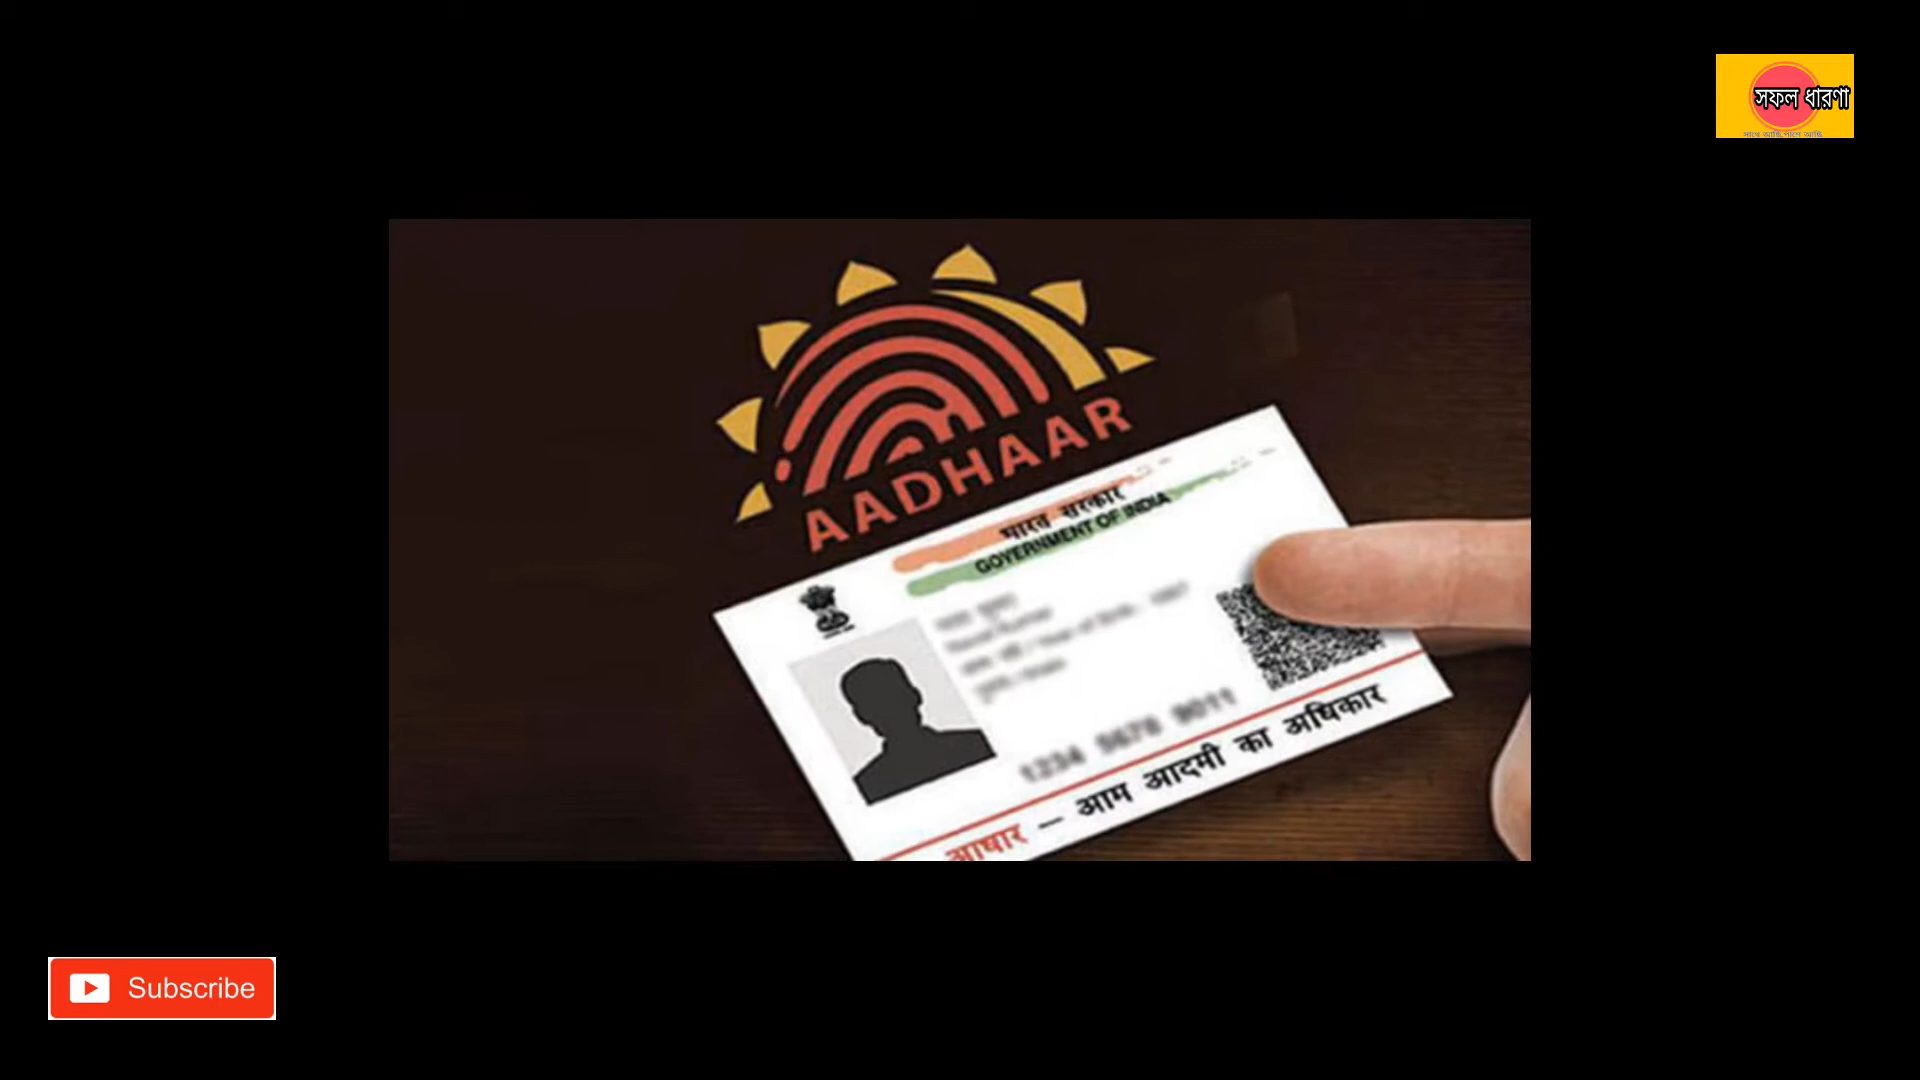 সফল ধারণা
AADHAAR
भारत सरकार
GOVERNMENT OF INDIA
1234 5678 9011
आधार — आम आदमी का अधिकार
Subscribe